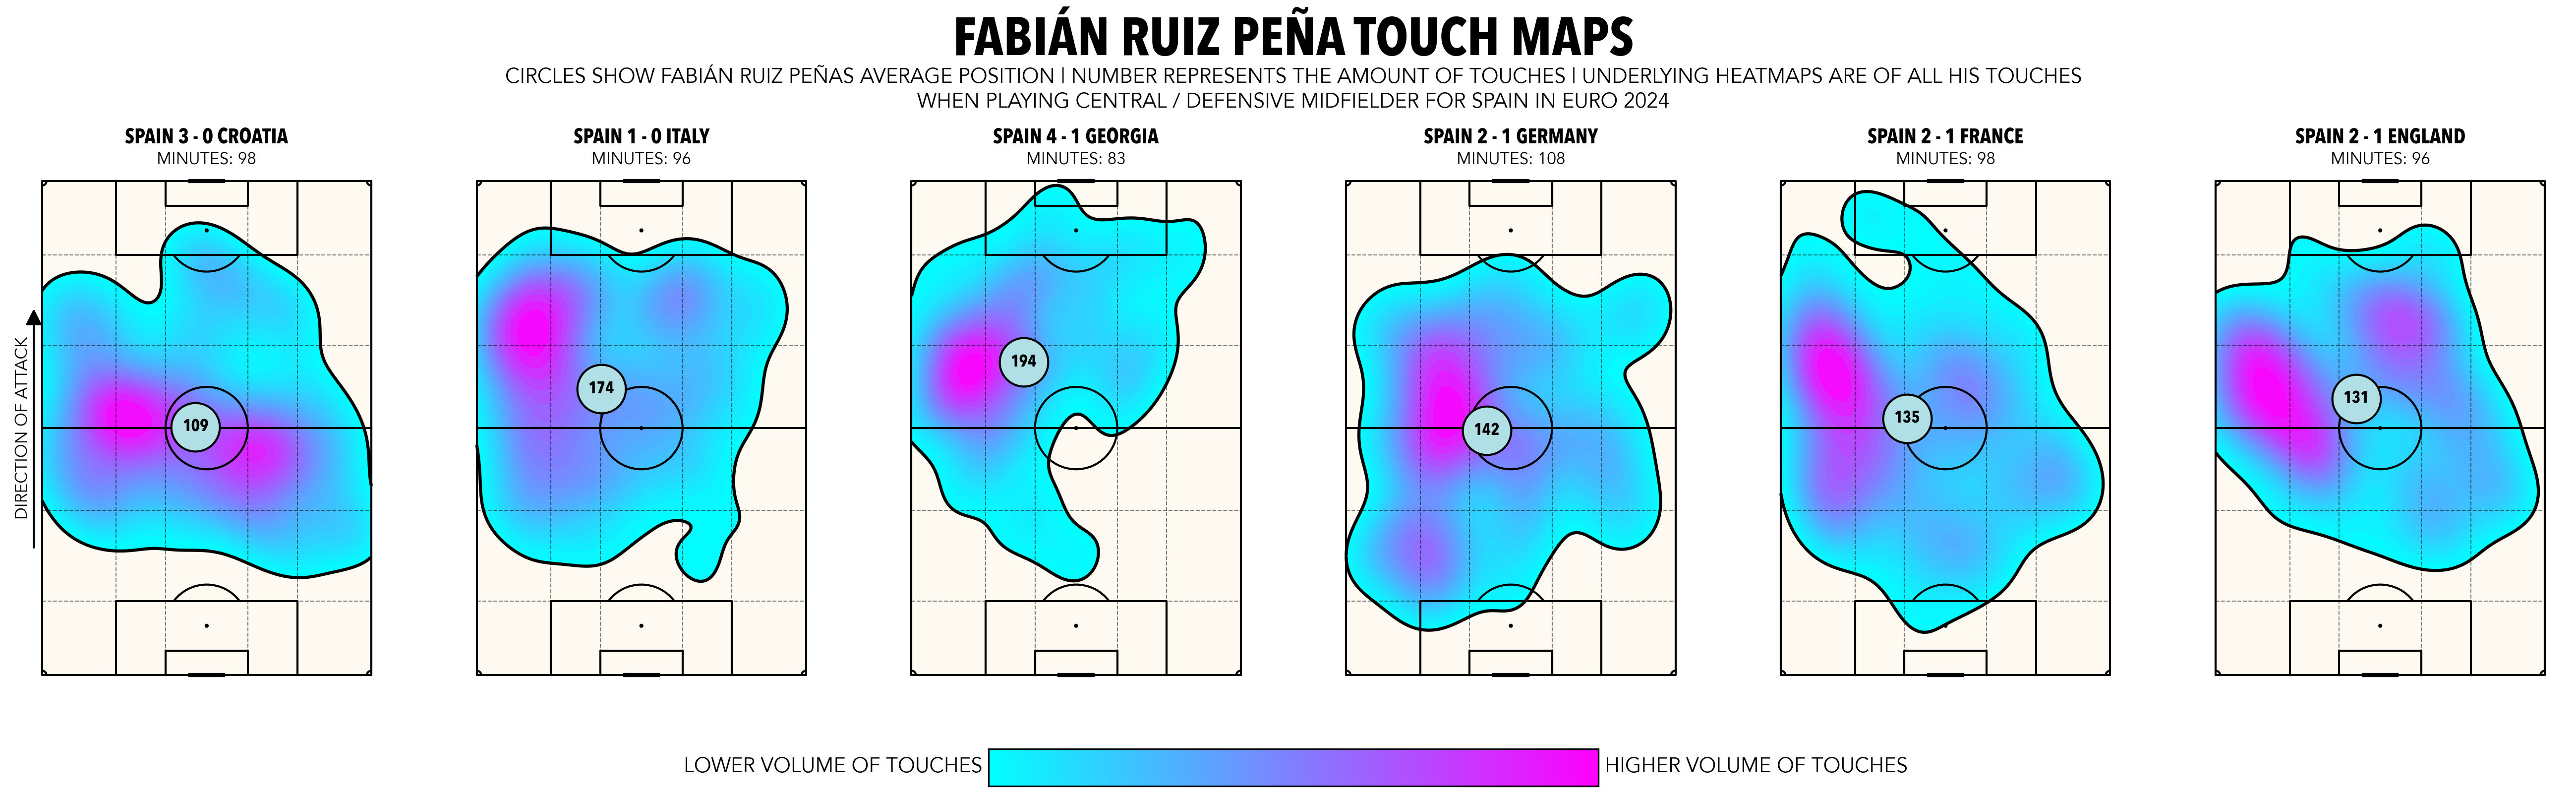 FABIÁN RUIZ PEÑA TOUCH MAPS
CIRCLES SHOW FABIÁN RUIZ PEÑAS AVERAGE POSITION | NUMBER REPRESENTS THE AMOUNT OF TOUCHES | UNDERLYING HEATMAPS ARE OF ALL HIS TOUCHES
WHEN PLAYING CENTRAL / DEFENSIVE MIDFIELDER FOR SPAIN IN EURO 2024
SPAIN 3 - 0 CROATIA
MINUTES: 98
109
DIRECTION OF ATTACK
SPAIN 1 - 0 ITALY
MINUTES: 96
174
SPAIN 4 - 1 GEORGIA
MINUTES: 83
194
SPAIN 2 - 1 GERMANY
MINUTES: 108
142
SPAIN 2 - 1 FRANCE
MINUTES: 98
135
SPAIN 2 - 1 ENGLAND
MINUTES: 96
131
LOWER VOLUME OF TOUCHES
HIGHER VOLUME OF TOUCHES